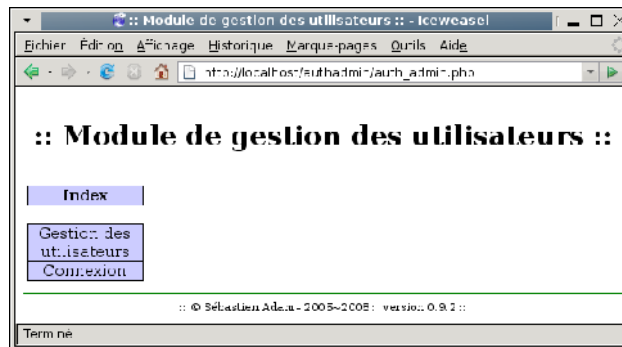 :: Module de gestion des utilisateurs :: - Iceweasel
Fichier Édition Affichage Historique Marque-pages Outils Aide
http://localhost/authadmin/auth_admin.php
:: Module de gestion des utilisateurs ::
Index
Gestion des
utilisateurs
Connexion
:: © Sébastien Adam - 2005~2008 :: version 0.9.2 ::
Terminé